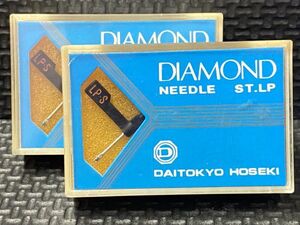 DIAMOND
DIAMOND
NEEDLE ST.LP
LP-S
LP-S
D
DAITOKYO HOSEKI